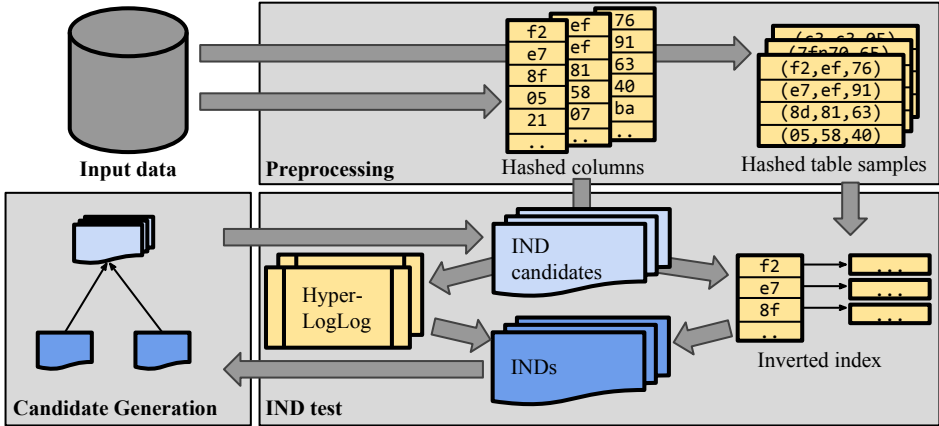 Input data
Preprocessing
f2
e7
8f
05
21
..
ef
ef
81
58
07
..
76
91
63
40
ba
..
Hashed columns
(f2,ef,76)
(e7,ef,91)
(8d,81,63)
(05,58,40)
Hashed table samples
Candidate Generation
IND
candidates
Hyper-
LogLog
INDs
f2
e7
8f
..
...
...
...
Inverted index
IND test